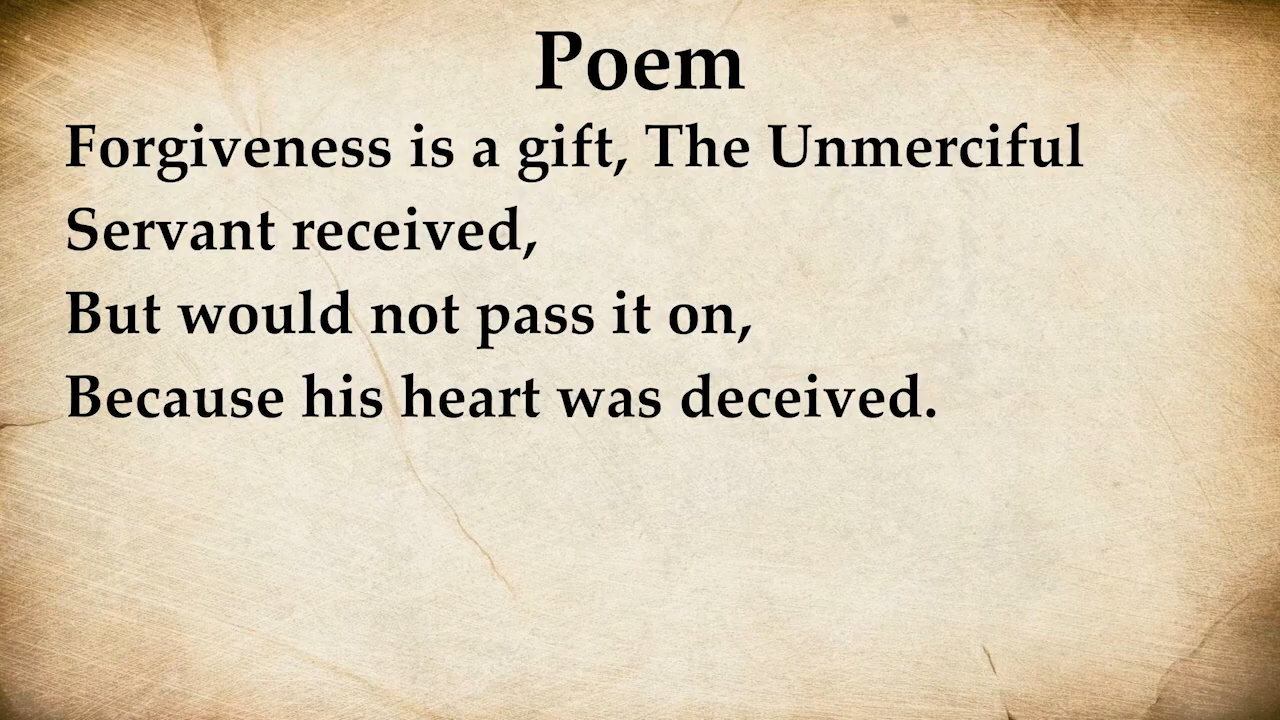 Poem
Forgiveness is a gift, The Unmerciful
Servant received,
But would not pass it on,
Because his heart was deceived.